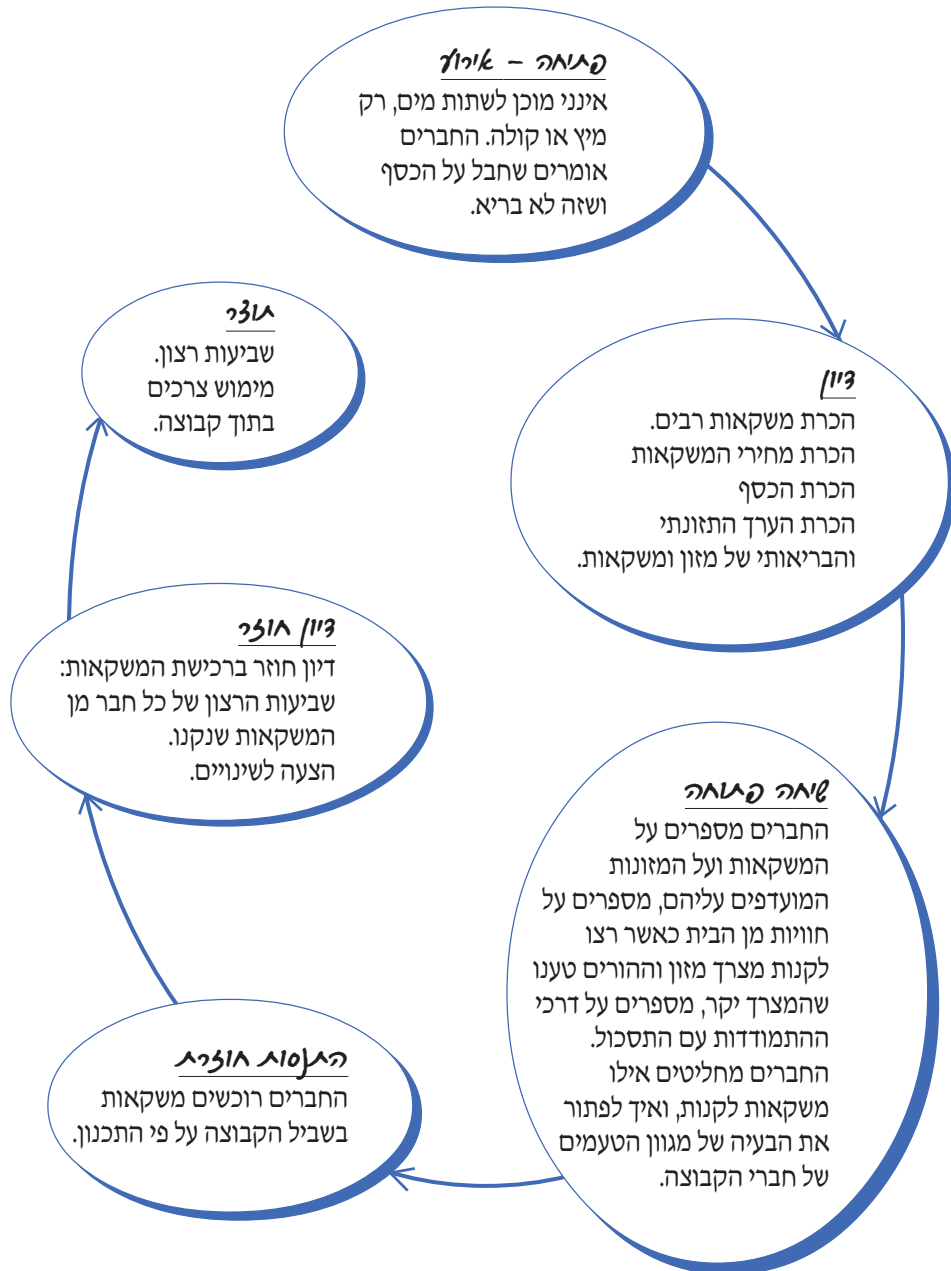 פתיחה – אירוע
אינני מוכן לשתות מים, רק
מיץ או קולה. החברים
אומרים שחבל על הכסף
ושזה לא בריא.
דיון
הכרת משקאות רבים.
הכרת מחירי המשקאות
הכרת הכסף
הכרת הערך התזונתי
והבריאותי של מזון ומשקאות.
שיחה פתוחה
החברים מספרים על
המשקאות ועל המזונות
המועדפים עליהם, מספרים על
חוויות מן הבית כאשר רצו
לקנות מצרך מזון וההורים טענו
שהמצרך יקר, מספרים על דרכי
ההתמודדות עם התסכול.
החברים מחליטים אילו
משקאות לקנות, ואיך לפתור
את הבעיה של מגוון הטעמים
של חברי הקבוצה.
התנסות חוזרת
החברים רוכשים משקאות
בשביל הקבוצה על פי התכנון.
דיון חוזר
דיון חוזר ברכישת המשקאות:
שביעות הרצון של כל חבר מן
המשקאות שנקנו.
הצעה לשינויים.
תוצר
שביעות רצון.
מימוש צרכים
בתוך קבוצה.